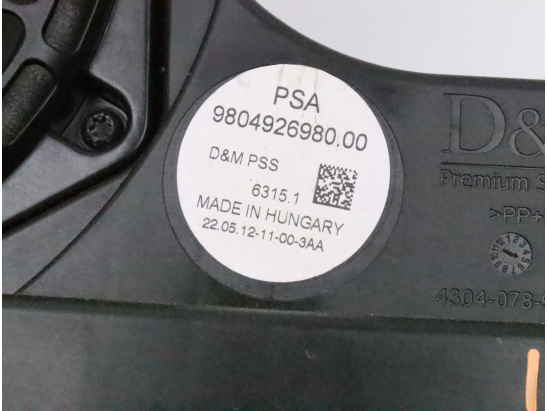 PSA
9804926980.00
D&M PSS
6315.1
MADE IN HUNGARY
22.05.12-11-00-3AA
D&
Premium S
>PP+
4304-078-